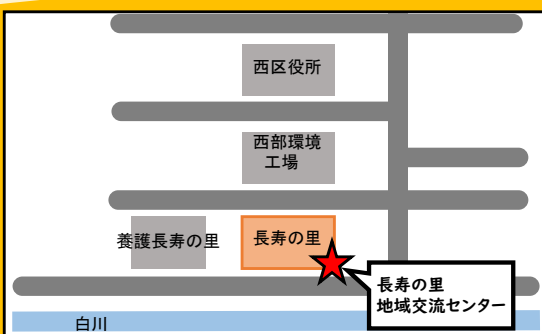 西区役所
西部環境
工場
養護長寿の里
長寿の里
長寿の里
地域交流センター
白川